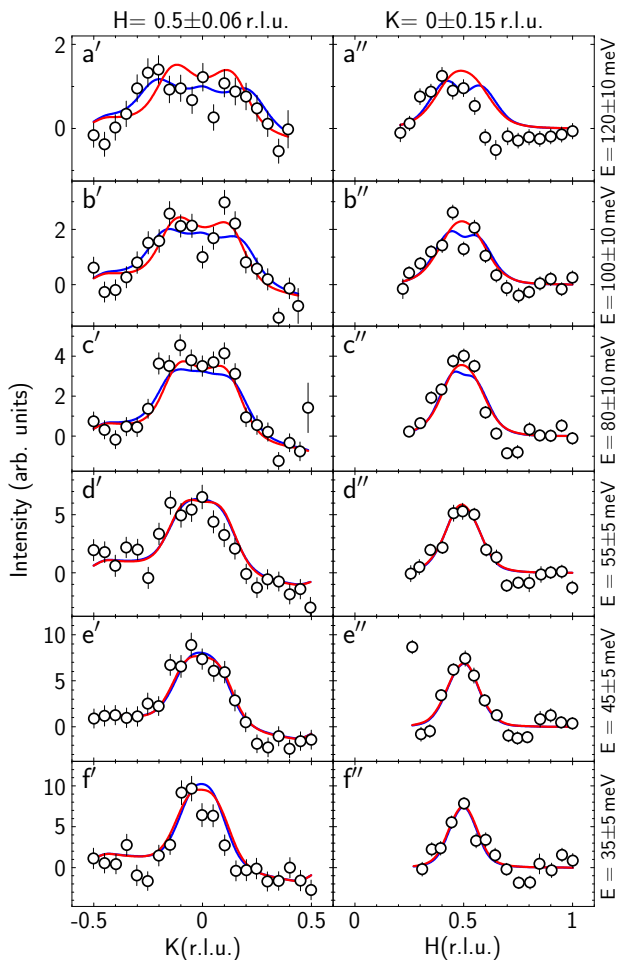 H= 0.5±0.06 r.l.u. K= 0±0.15 r.l.u.
a′ a″
2
1
0
E = 120±10 meV
b′ b″
4
2
0
E = 100±10 meV
c′ c″
4
2
0
E = 80±10 meV
Intensity (arb. units)
d′ d″
5
0
E = 55±5 meV
e′ e″
10
5
0
E = 45±5 meV
f′ f″
10
5
0
E = 35±5 meV
-0.5 0 0.5 0 0.5 1
K(r.l.u.) H(r.l.u.)